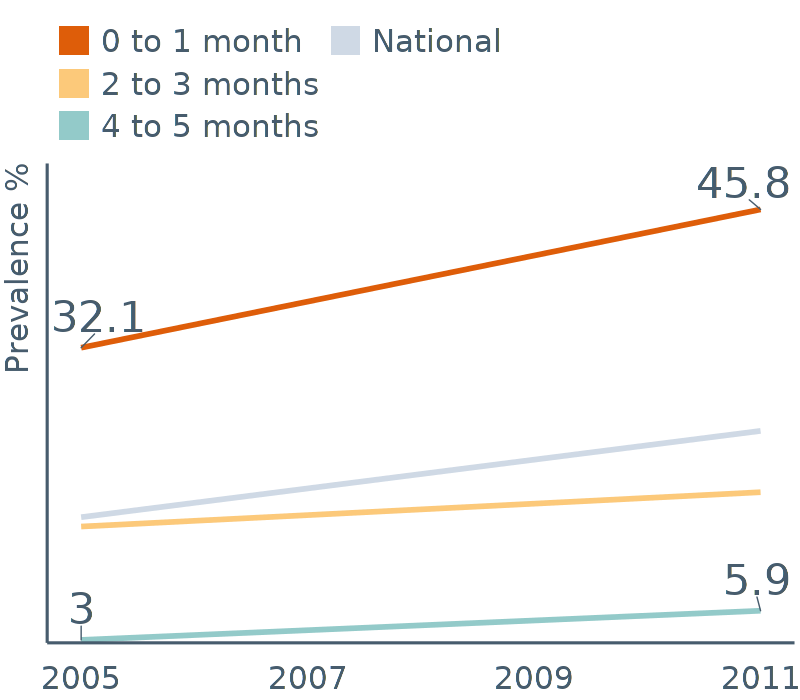 0 to 1 month
National
2 to 3 months
4 to 5 months
Prevalence %
45.8
32.1
5.9
3
2005
2007
2009
2011